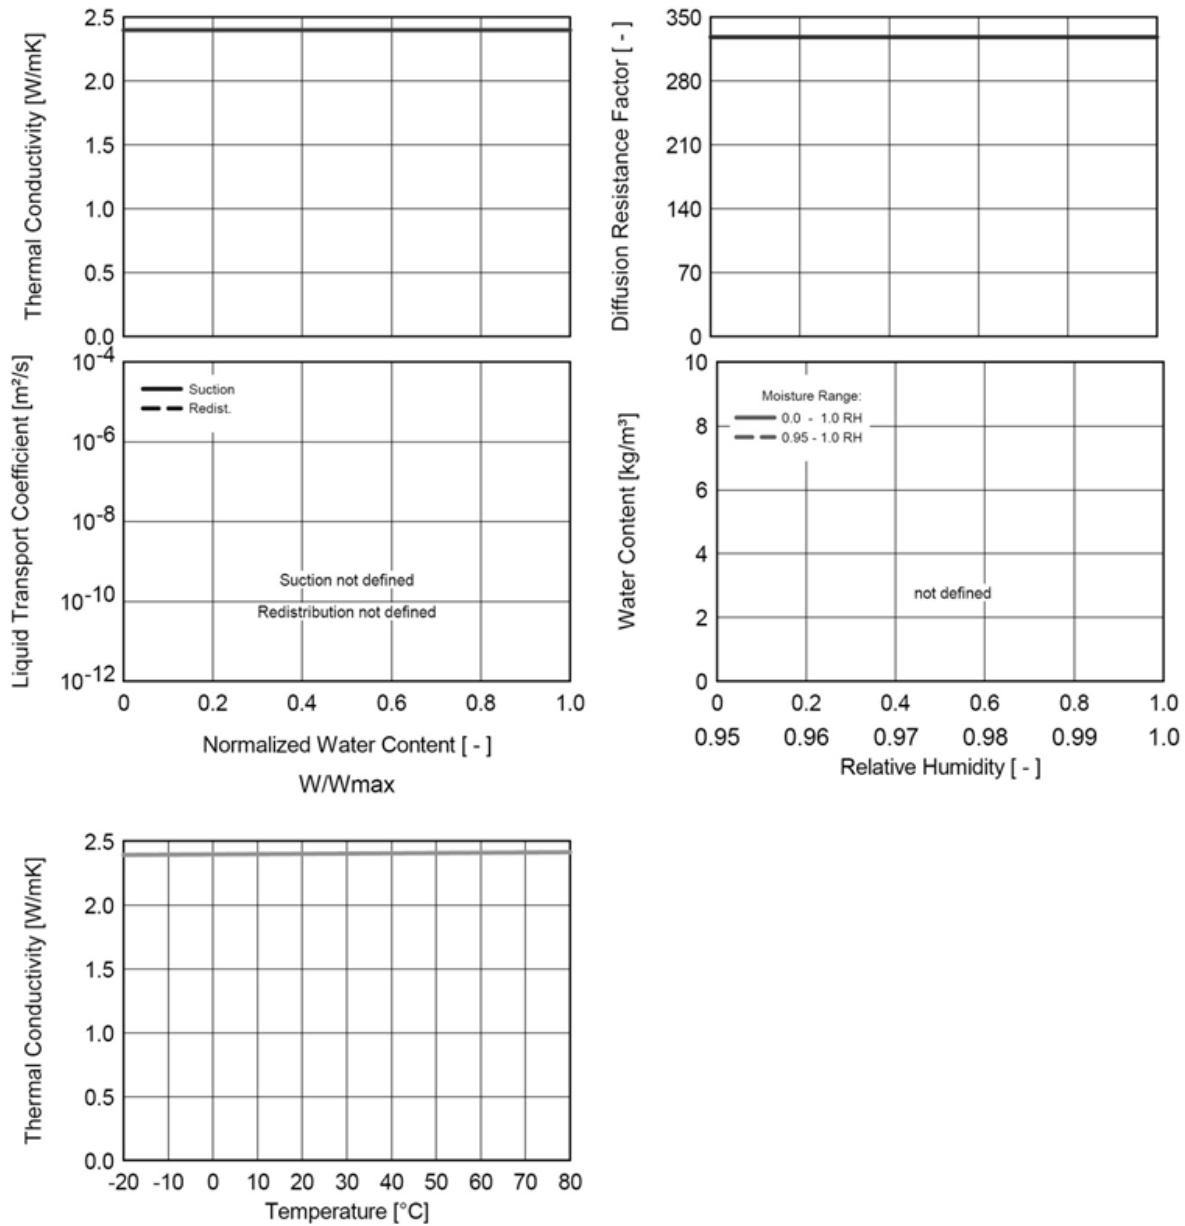 Thermal Conductivity [W/mK]
2.5
2.0
1.5
1.0
0.5
0.0
Diffusion Resistance Factor [ - ]
350
280
210
140
70
0
Liquid Transport Coefficient [m²/s]
10⁻⁴
10⁻⁶
10⁻⁸
10⁻¹⁰
10⁻¹²
Suction
Redist.
Suction not defined
Redistribution not defined
0 0.2 0.4 0.6 0.8 1.0
Normalized Water Content [ - ]
W/Wmax
Water Content [kg/m³]
10
8
6
4
2
0
Moisture Range:
0.0 - 1.0 RH
0.95 - 1.0 RH
not defined
0 0.2 0.4 0.6 0.8 1.0
0.95 0.96 0.97 0.98 0.99 1.0
Relative Humidity [ - ]
Thermal Conductivity [W/mK]
2.5
2.0
1.5
1.0
0.5
0.0
-20 -10 0 10 20 30 40 50 60 70 80
Temperature [°C]